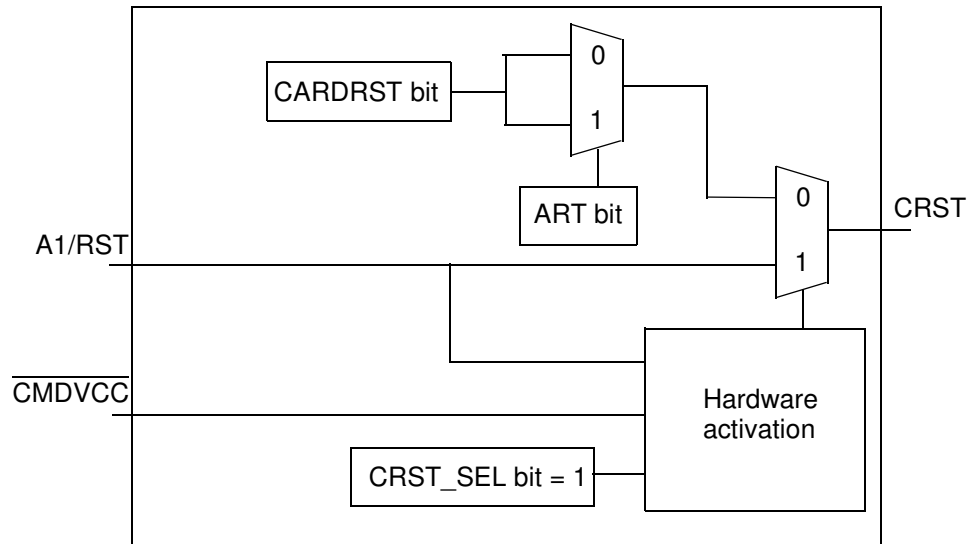 0
CARDRST bit
1
ART bit
0
CRST
A1/RST
1
CMDVCC
Hardware
activation
CRST_SEL bit = 1